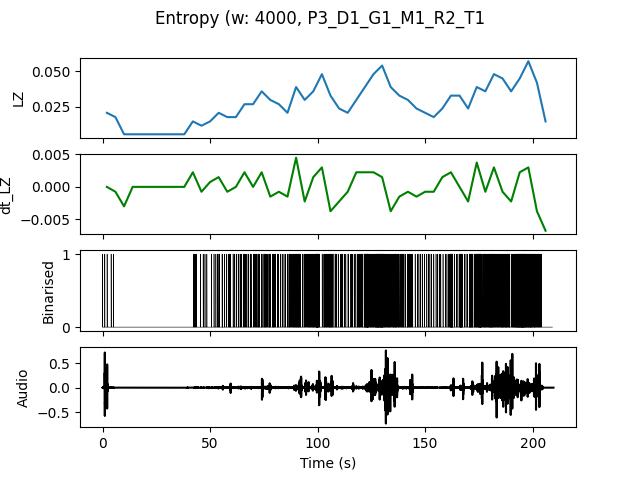 Entropy (w: 4000, P3_D1_G1_M1_R2_T1
0.050
0.025
LZ
0.005
0.000
−0.005
dt_LZ
1
0
Binarised
0.5
0.0
−0.5
Audio
0 50 100 150 200
Time (s)